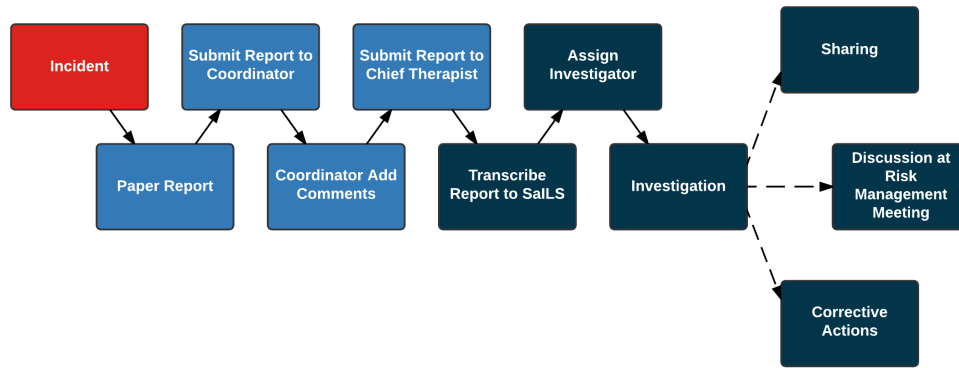 Incident
Paper Report
Submit Report to
Coordinator
Coordinator Add
Comments
Submit Report to
Chief Therapist
Transcribe
Report to SaILS
Assign
Investigator
Investigation
Sharing
Discussion at
Risk
Management
Meeting
Corrective
Actions